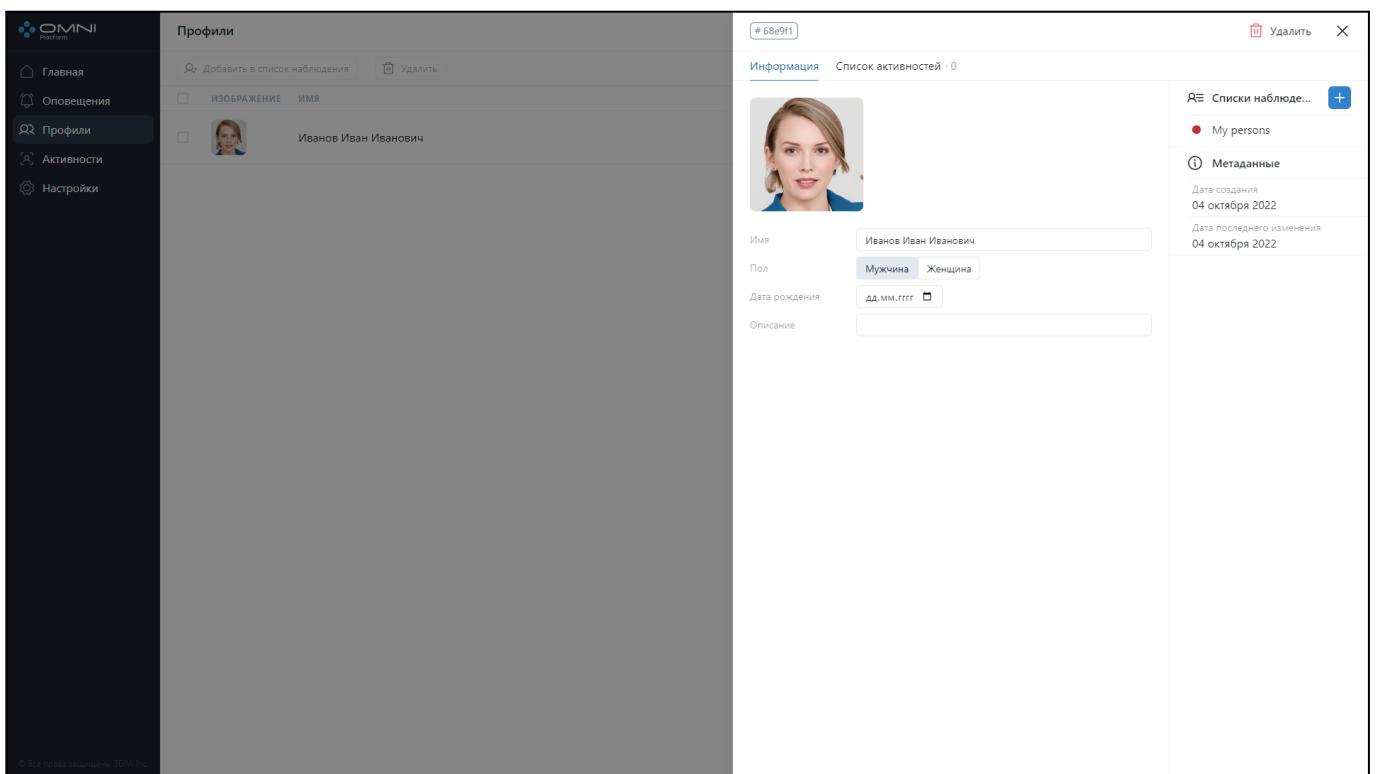 OMNI
Platform
Главная
Оповещения
Профили
Активности
Настройки
© Все права защищены 3DiVi Inc.
Профили
Добавить в список наблюдения
Удалить
ИЗОБРАЖЕНИЕ ИМЯ
Иванов Иван Иванович
# 68e9f1
Удалить
Информация Список активностей · 0
Имя Иванов Иван Иванович
Пол Мужчина Женщина
Дата рождения дд.мм.гггг
Описание
Списки наблюде...
My persons
Метаданные
Дата создания
04 октября 2022
Дата последнего изменения
04 октября 2022